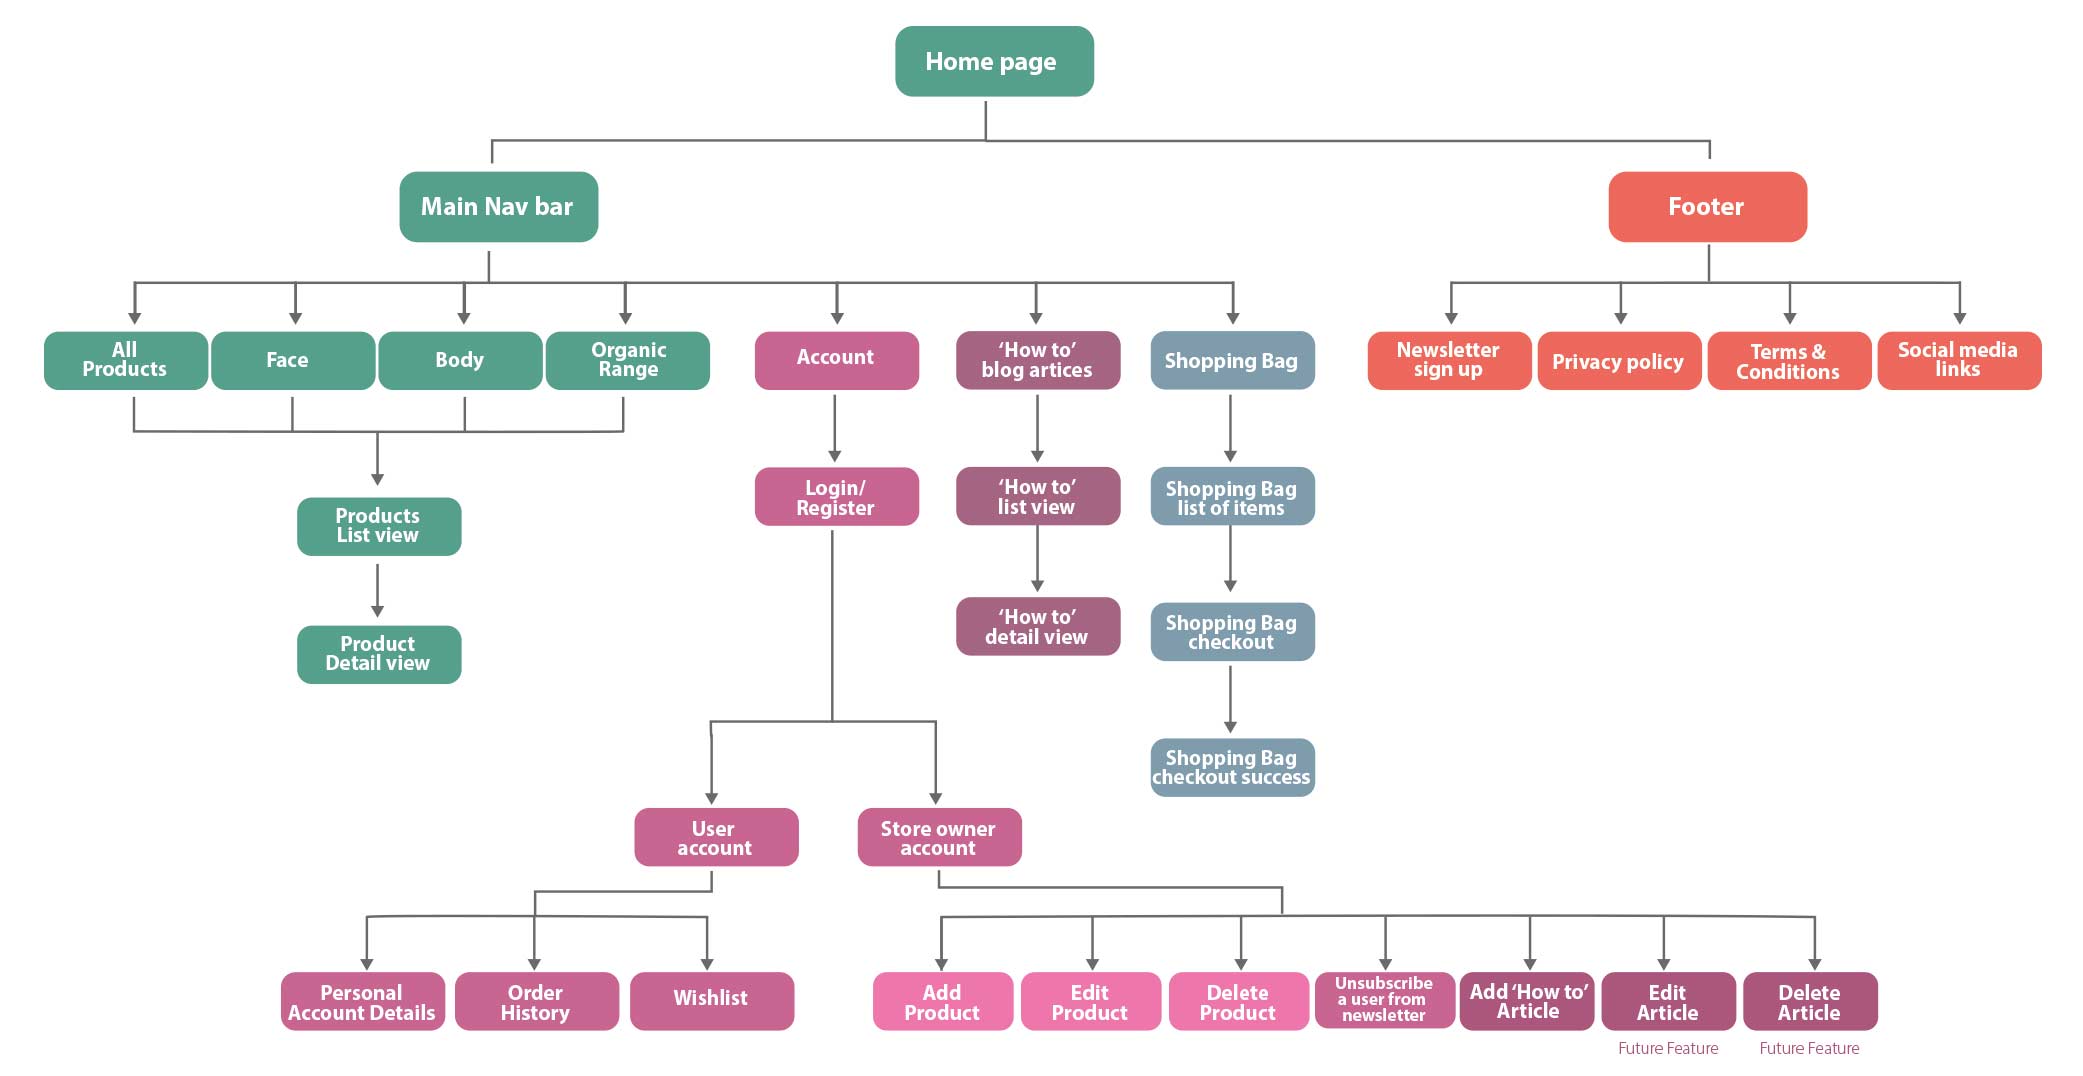 Home page
Main Nav bar
Footer
All
Products
Face
Body
Organic
Range
Account
‘How to’
blog artices
Shopping Bag
Newsletter
sign up
Privacy policy
Terms &
Conditions
Social media
links
Products
List view
Login/
Register
‘How to’
list view
Shopping Bag
list of items
Product
Detail view
‘How to’
detail view
Shopping Bag
checkout
Shopping Bag
checkout success
User
account
Store owner
account
Personal
Account Details
Order
History
Wishlist
Add
Product
Edit
Product
Delete
Product
Unsubscribe
a user from
newsletter
Add ‘How to’
Article
Edit
Article
Delete
Article
Future Feature
Future Feature